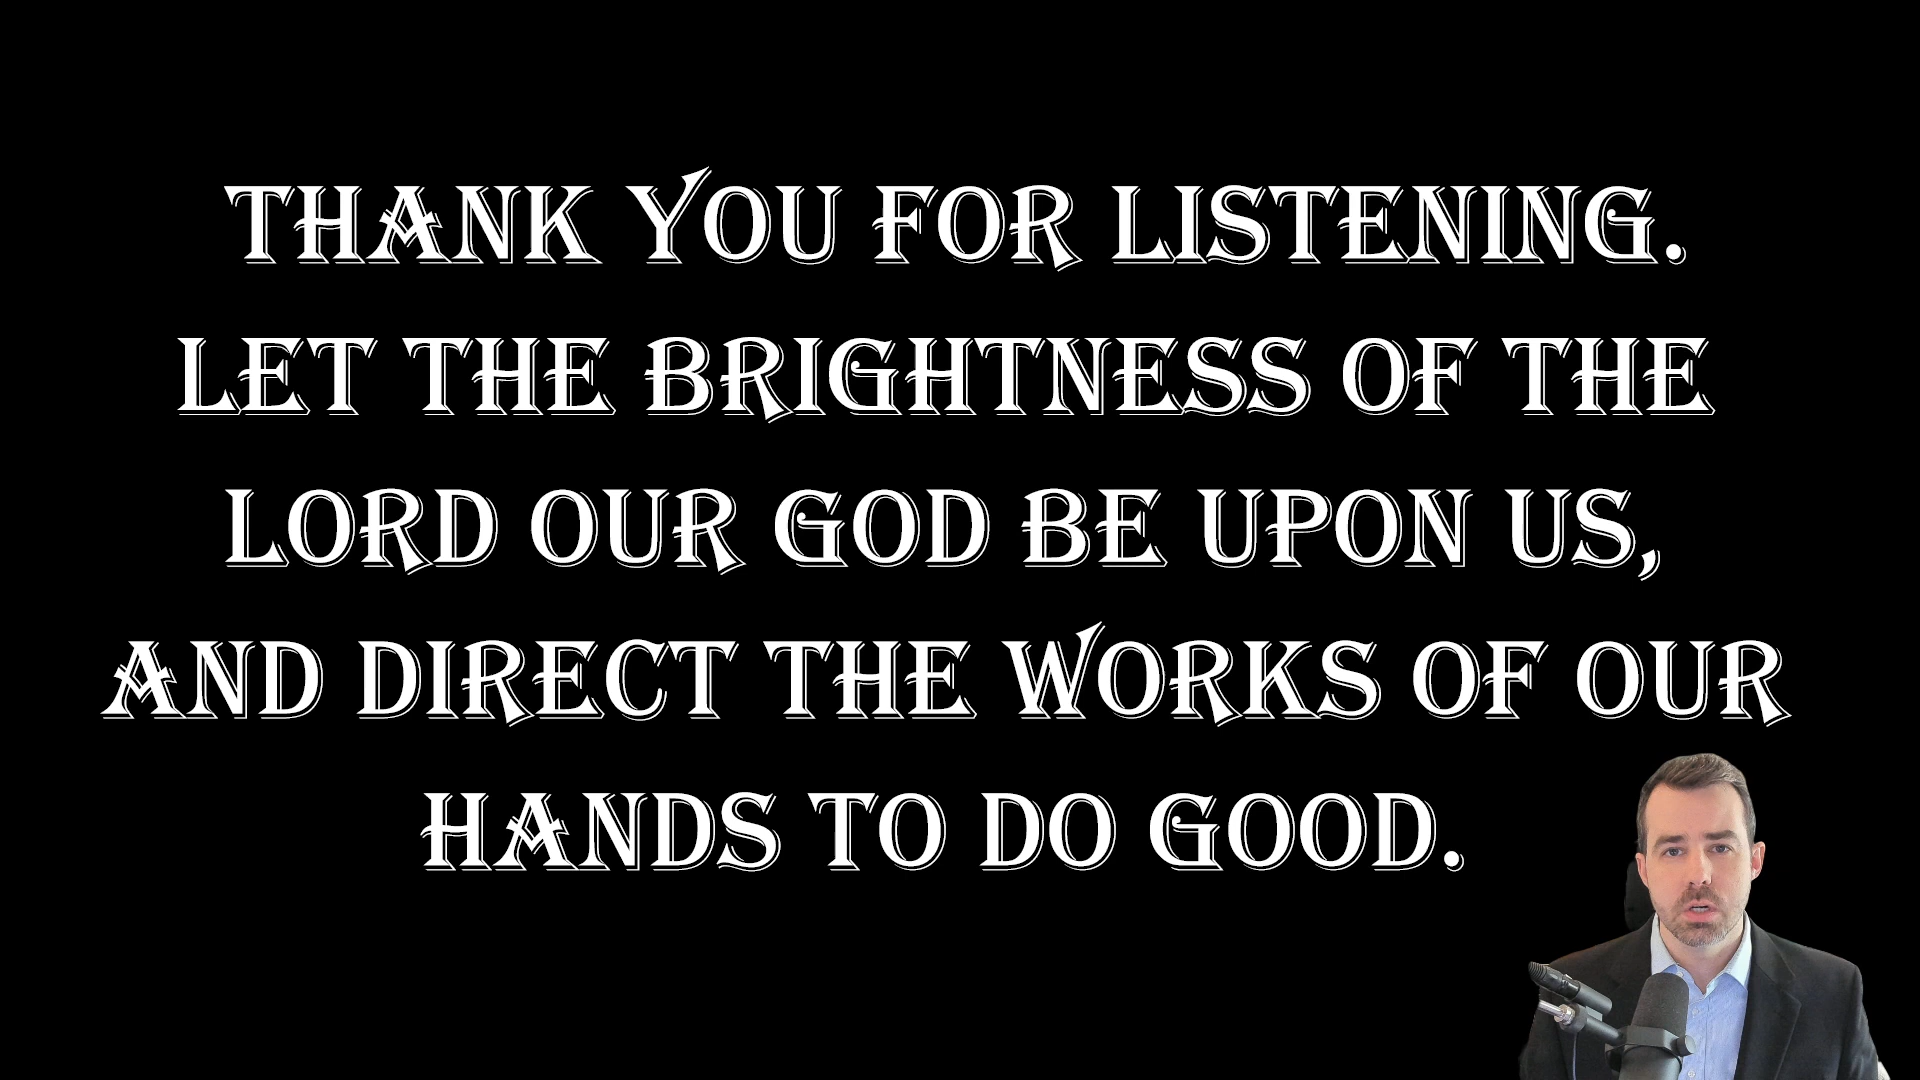 THANK YOU FOR LISTENING.
LET THE BRIGHTNESS OF THE
LORD OUR GOD BE UPON US,
AND DIRECT THE WORKS OF OUR
HANDS TO DO GOOD.